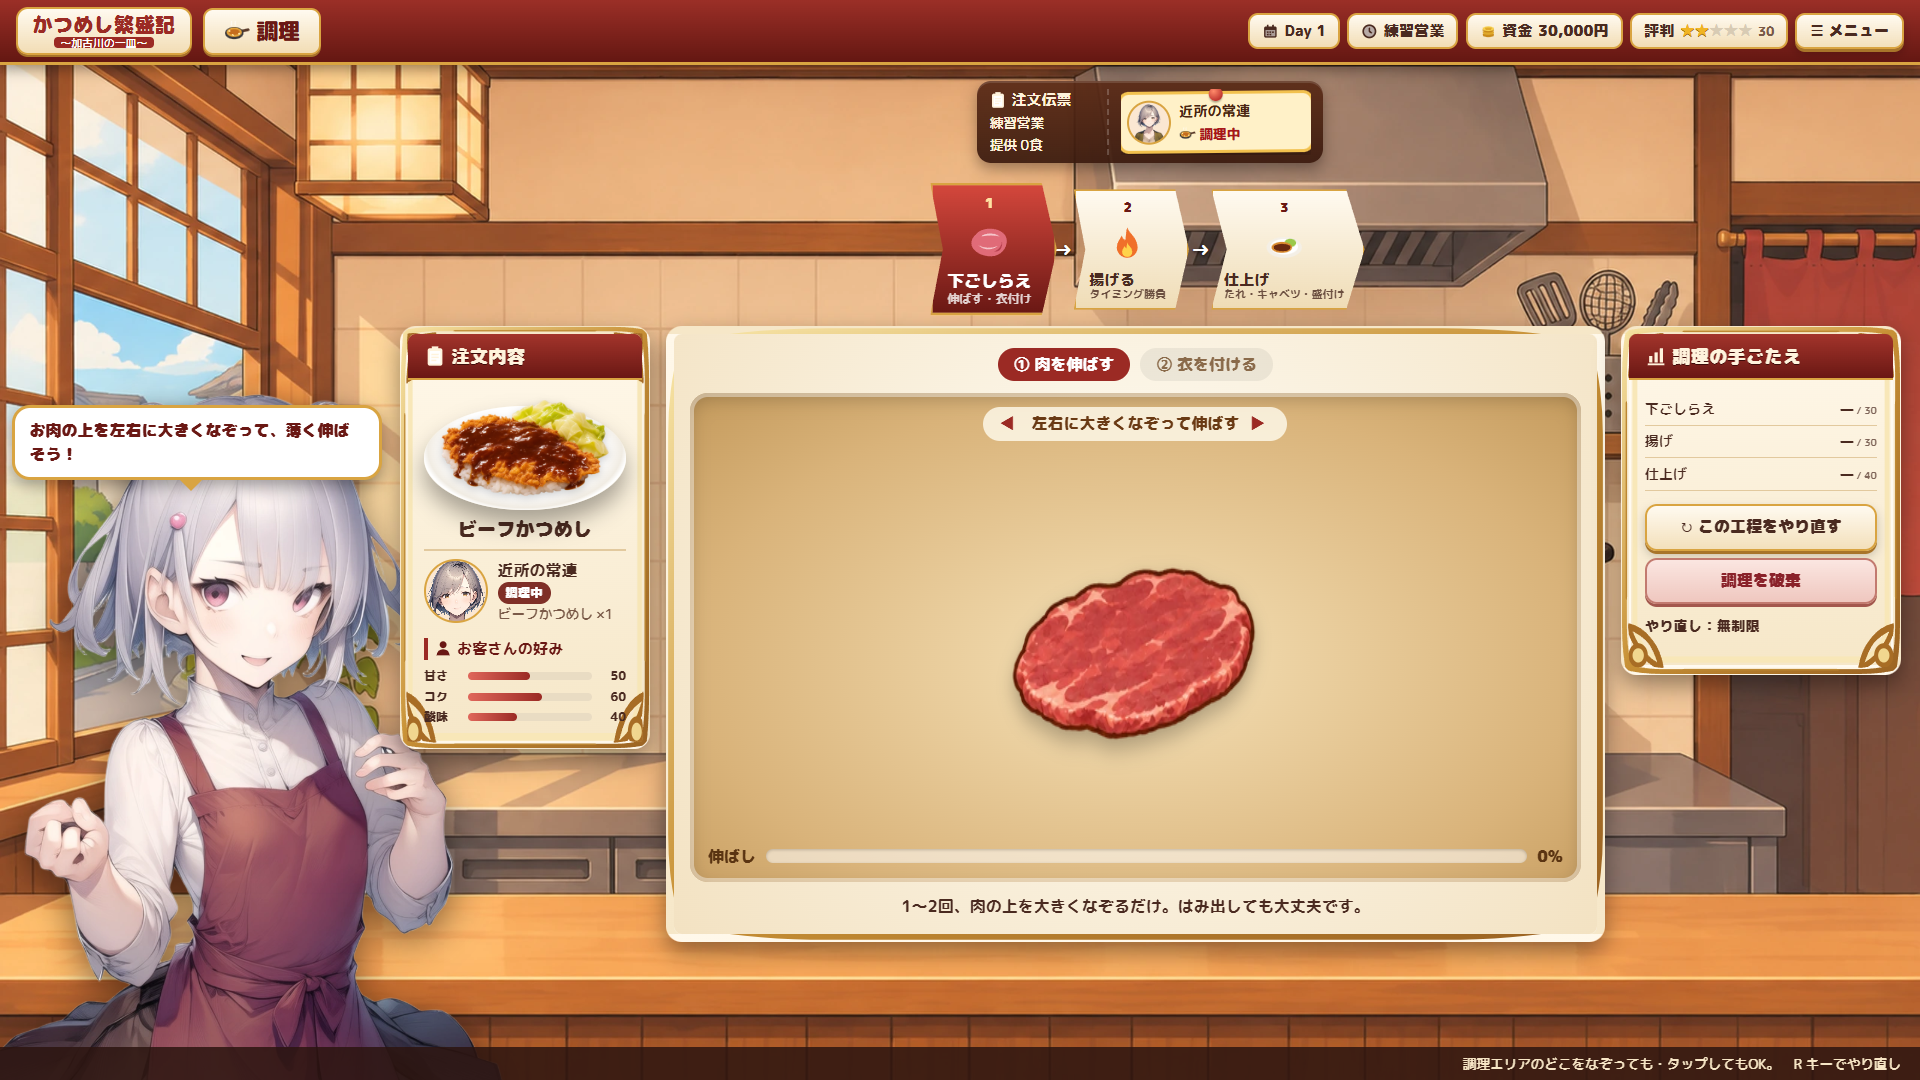 かつめし繁盛記
〜加古川の一皿〜
調理
Day 1
練習営業
資金 30,000円
評判 ★★★★★ 30
☰ メニュー
注文伝票
練習営業
提供 0食
近所の常連
調理中
1
下ごしらえ
伸ばす・衣付け
→
2
揚げる
タイミング勝負
→
3
仕上げ
たれ・キャベツ・盛付け
お肉の上を左右に大きくなぞって、薄く伸ば
そう！
注文内容
ビーフかつめし
近所の常連
調理中
ビーフかつめし ×1
お客さんの好み
甘さ 50
コク 60
酸味 40
① 肉を伸ばす
② 衣を付ける
◀ 左右に大きくなぞって伸ばす ▶
伸ばし 0%
1〜2回、肉の上を大きくなぞるだけ。はみ出しても大丈夫です。
調理の手ごたえ
下ごしらえ — / 30
揚げ — / 30
仕上げ — / 40
↻ この工程をやり直す
調理を破棄
やり直し：無制限
調理エリアのどこをなぞっても・タップしてもOK。 R キーでやり直し